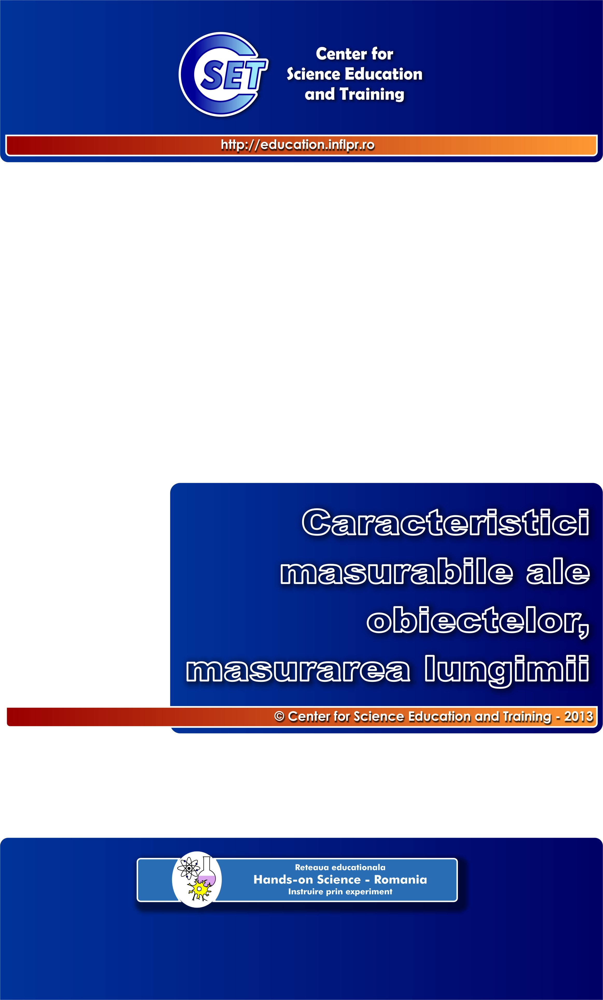 CSET
Center for
Science Education
and Training
http://education.inflpr.ro
Caracteristici
masurabile ale
obiectelor,
masurarea lungimii
© Center for Science Education and Training - 2013
Reteaua educationala
Hands-on Science - Romania
Instruire prin experiment